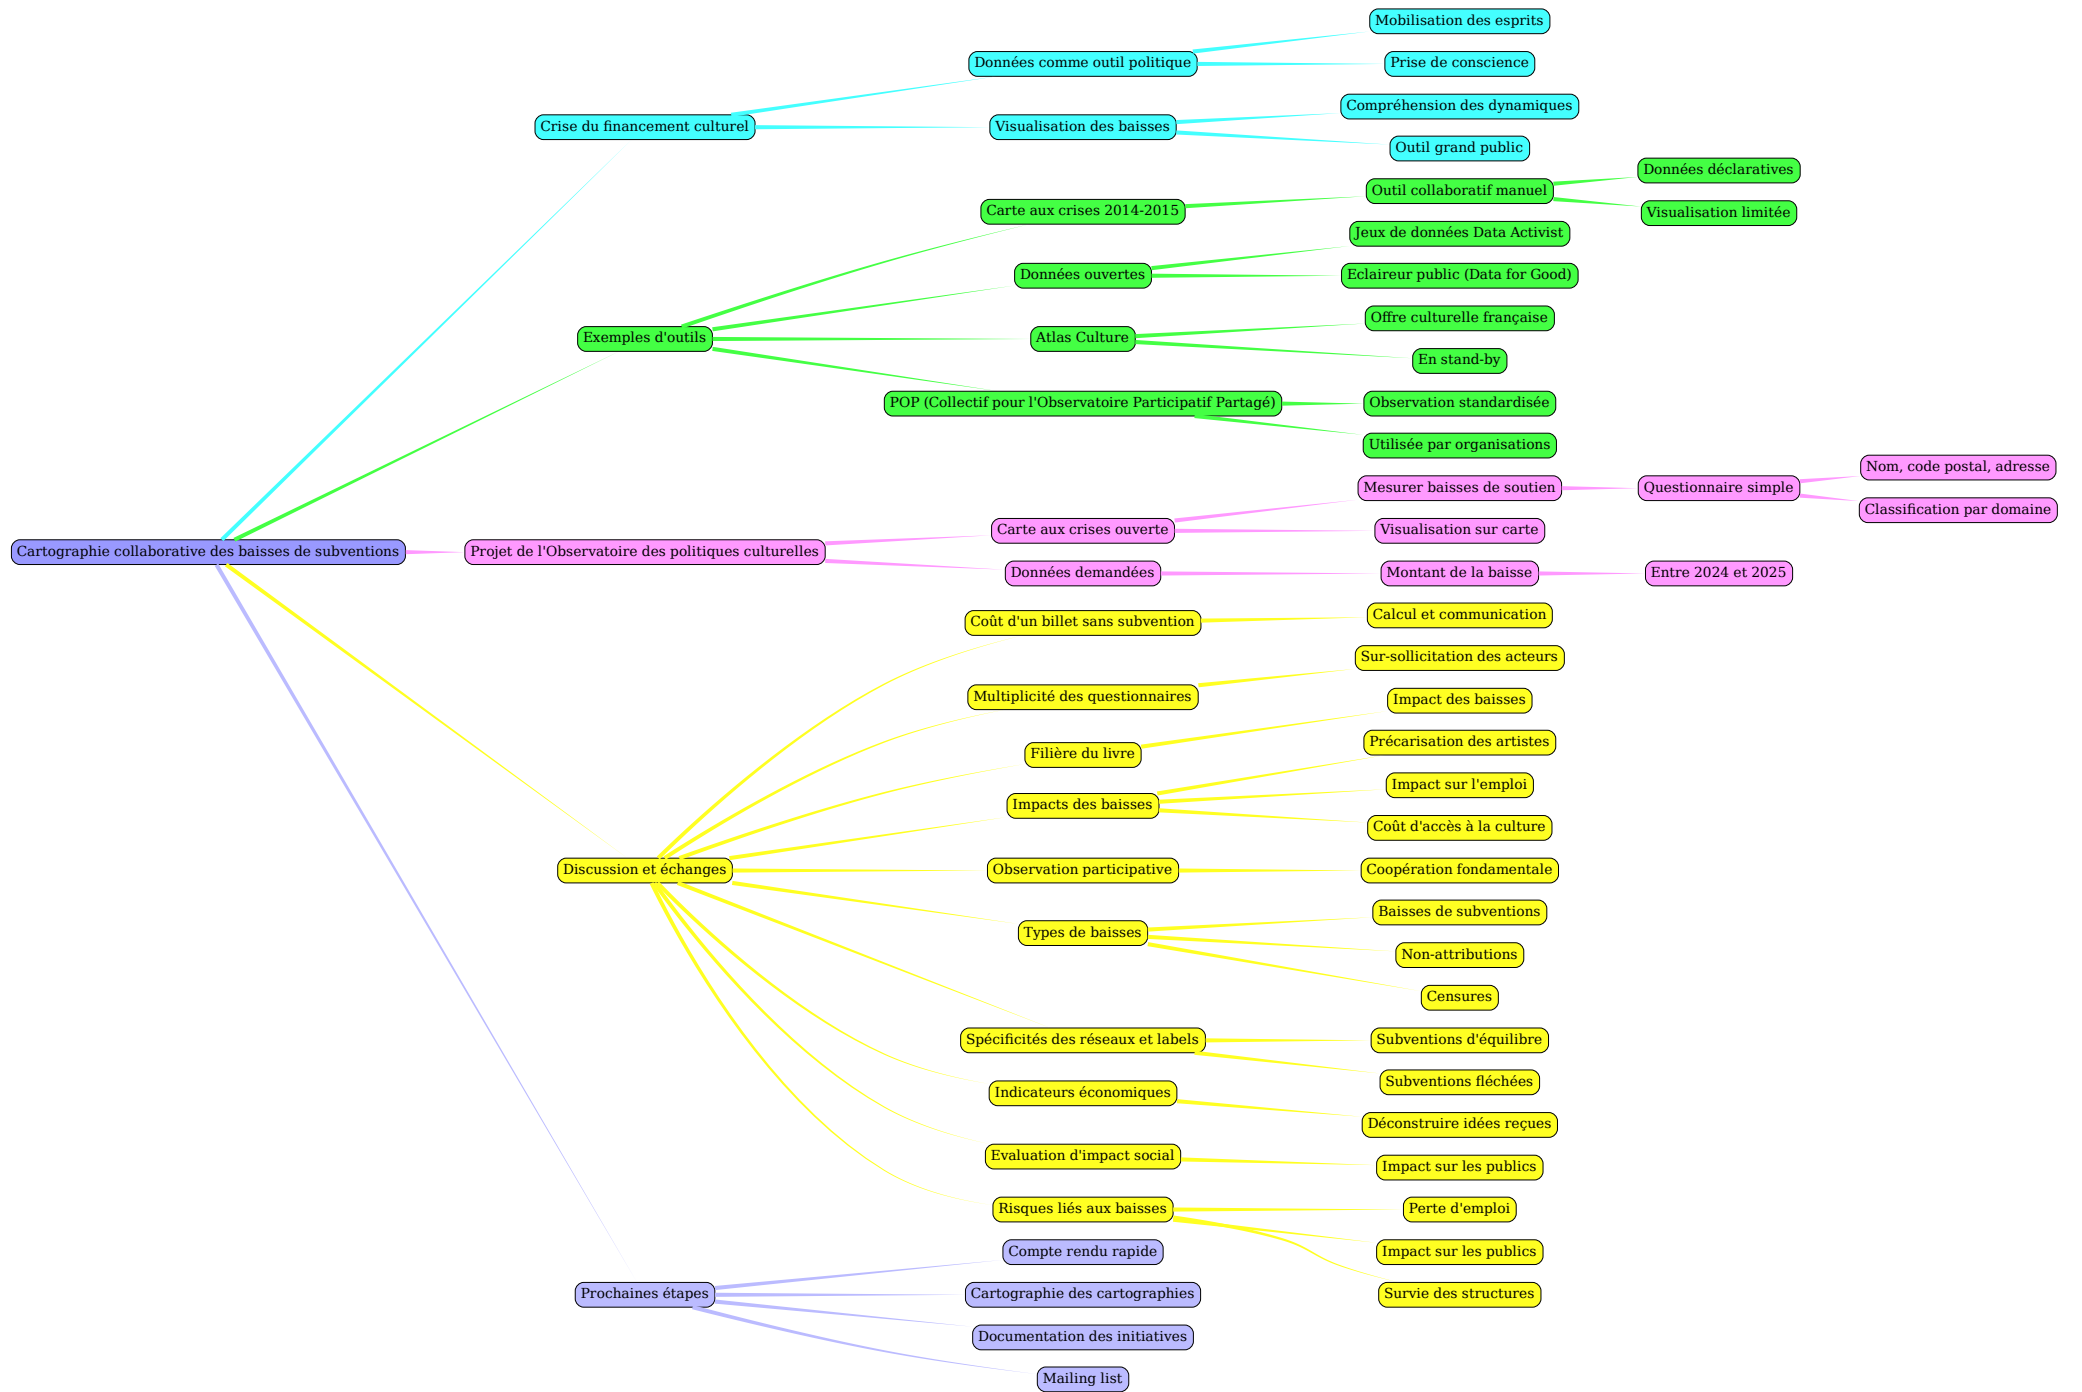 Cartographie collaborative des baisses de subventions
Crise du financement culturel
Données comme outil politique
Mobilisation des esprits
Prise de conscience
Visualisation des baisses
Compréhension des dynamiques
Outil grand public
Exemples d'outils
Carte aux crises 2014-2015
Outil collaboratif manuel
Données déclaratives
Visualisation limitée
Données ouvertes
Jeux de données Data Activist
Eclaireur public (Data for Good)
Atlas Culture
Offre culturelle française
En stand-by
POP (Collectif pour l'Observatoire Participatif Partagé)
Observation standardisée
Utilisée par organisations
Projet de l'Observatoire des politiques culturelles
Carte aux crises ouverte
Mesurer baisses de soutien
Questionnaire simple
Nom, code postal, adresse
Classification par domaine
Visualisation sur carte
Données demandées
Montant de la baisse
Entre 2024 et 2025
Discussion et échanges
Coût d'un billet sans subvention
Calcul et communication
Multiplicité des questionnaires
Sur-sollicitation des acteurs
Filière du livre
Impact des baisses
Impacts des baisses
Précarisation des artistes
Impact sur l'emploi
Coût d'accès à la culture
Observation participative
Coopération fondamentale
Types de baisses
Baisses de subventions
Non-attributions
Censures
Spécificités des réseaux et labels
Subventions d'équilibre
Subventions fléchées
Indicateurs économiques
Déconstruire idées reçues
Evaluation d'impact social
Impact sur les publics
Risques liés aux baisses
Perte d'emploi
Impact sur les publics
Survie des structures
Prochaines étapes
Compte rendu rapide
Cartographie des cartographies
Documentation des initiatives
Mailing list